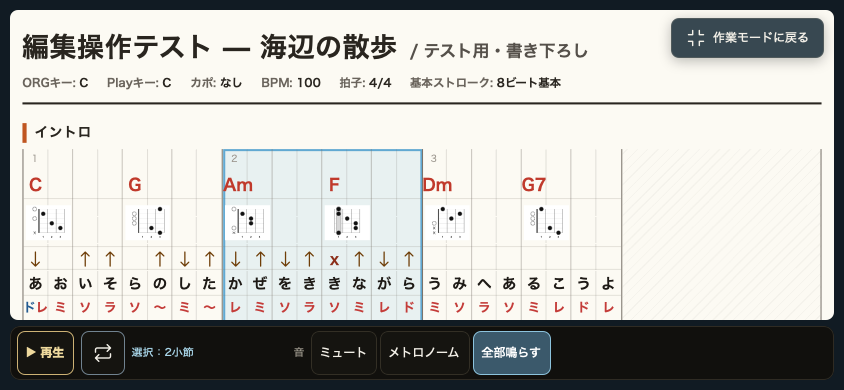 編集操作テスト — 海辺の散歩 / テスト用・書き下ろし
作業モードに戻る
ORGキー: C Playキー: C カポ: なし BPM: 100 拍子: 4/4 基本ストローク: 8ビート基本
イントロ
1 2 3
C G Am F Dm G7
↓ ↑ ↑ ↑ ↓ ↑ ↓ ↑ ↓ ↑ x ↑ ↓ ↑
あ お い そ ら の し た か ぜ を き き な が ら う み へ あ る こ う よ
ドレ ミ ソ ラ ソ 〜 ミ 〜 レ ミ ソ ラ ソ ミ レ ド ミ ソ ラ ソ ミ レ ド レ
再生 選択：2小節 音 ミュート メトロノーム 全部鳴らす